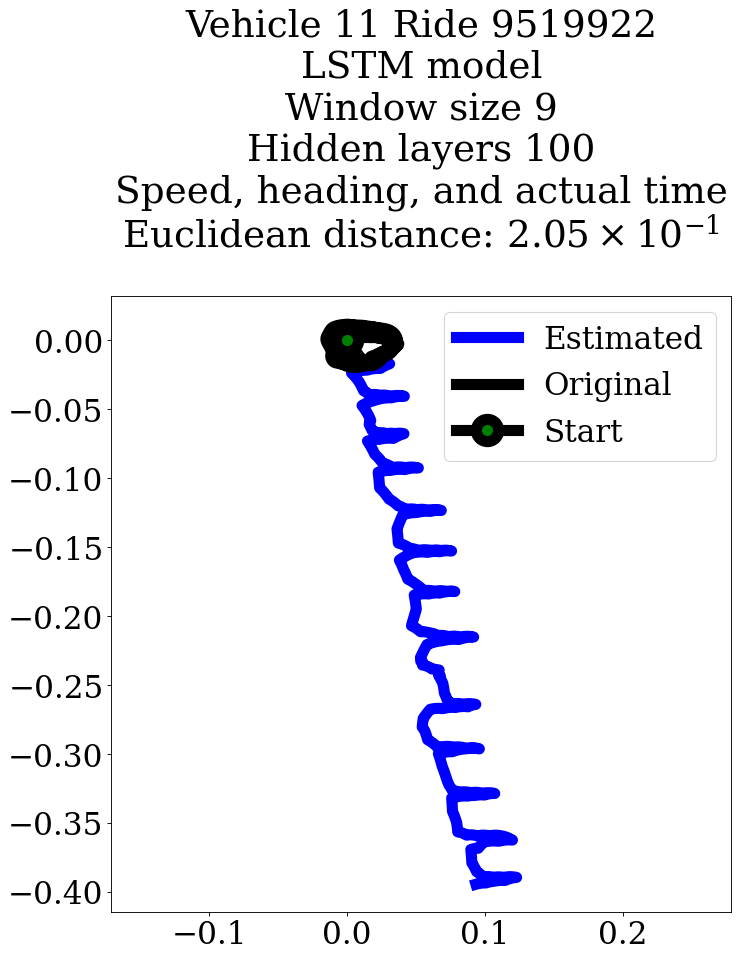 Vehicle 11 Ride 9519922
LSTM model
Window size 9
Hidden layers 100
Speed, heading, and actual time
Euclidean distance: 2.05 × 10⁻¹
Estimated
Original
Start
0.00
−0.05
−0.10
−0.15
−0.20
−0.25
−0.30
−0.35
−0.40
−0.1 0.0 0.1 0.2